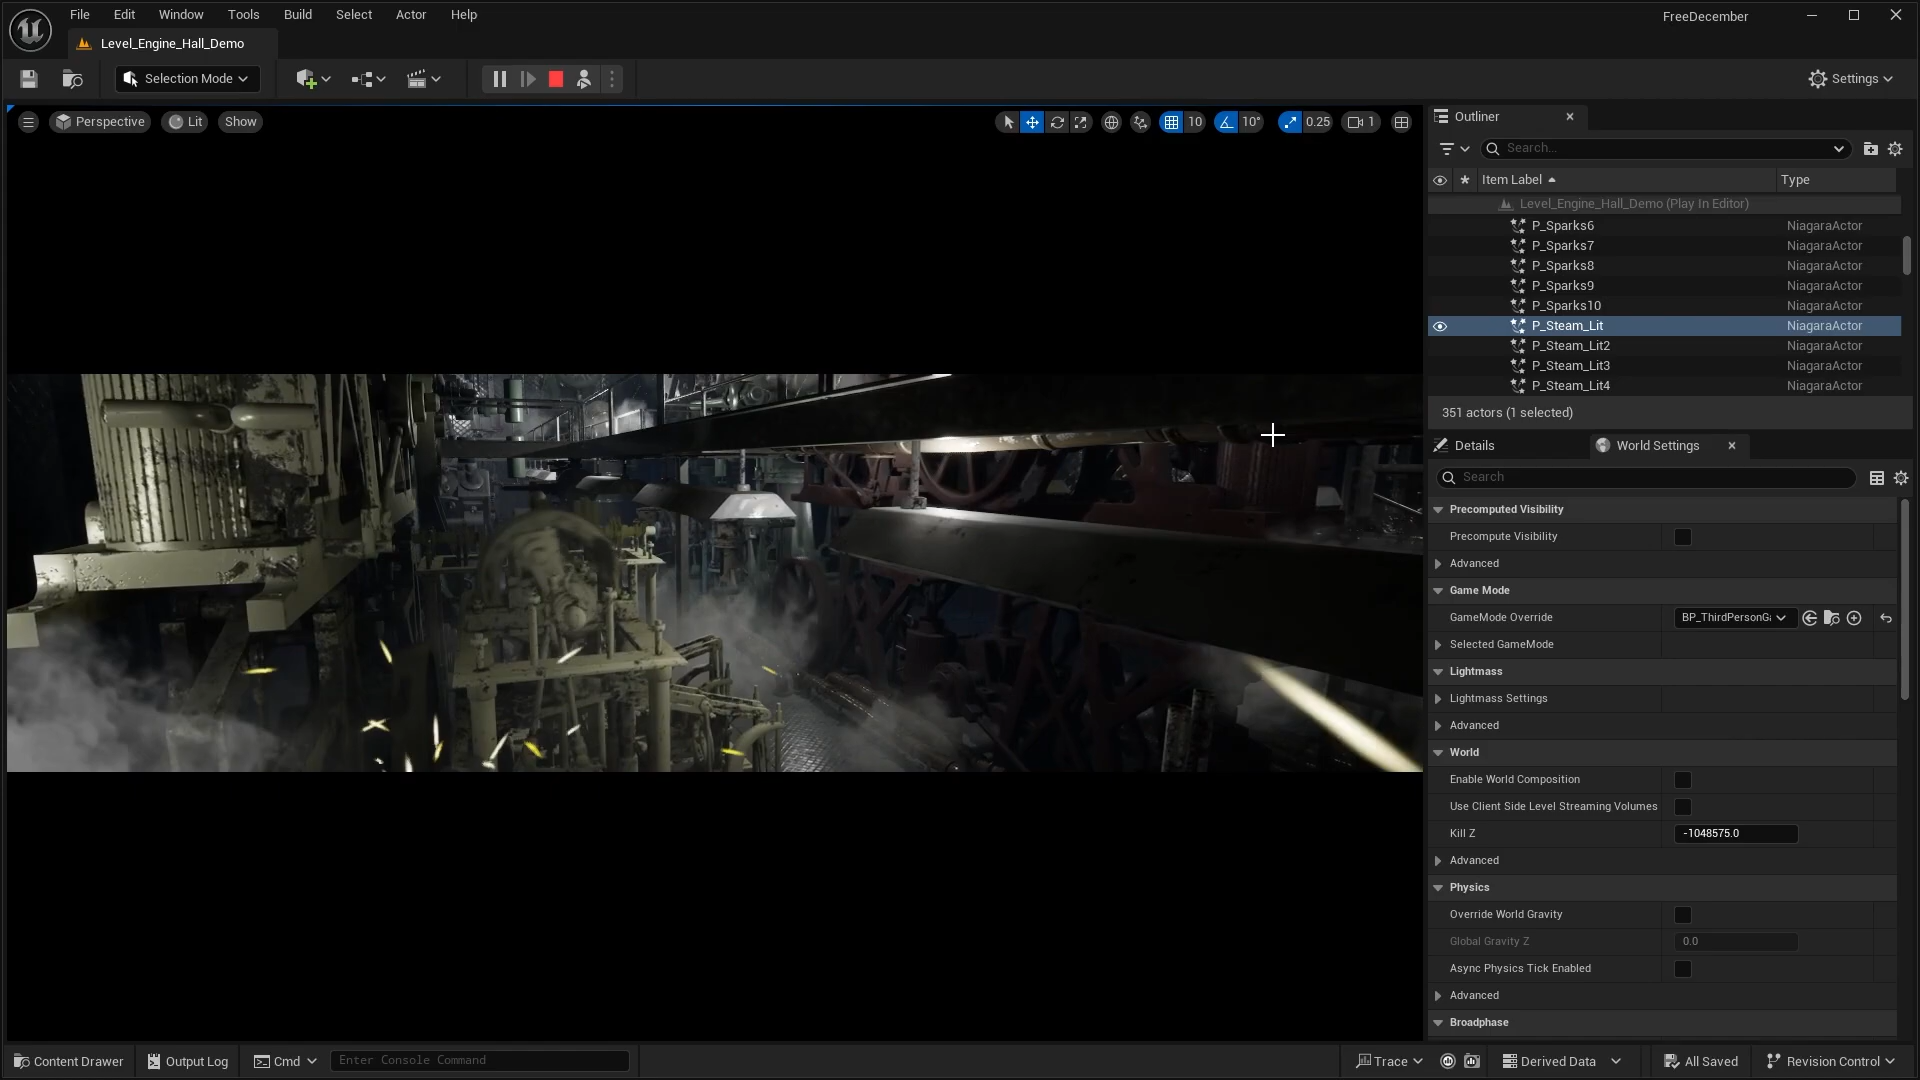 File Edit Window Tools Build Select Actor Help
FreeDecember
Level_Engine_Hall_Demo
Selection Mode
Settings
Perspective Lit Show
10 10° 0.25 1
Outliner
Search...
Item Label Type
Level_Engine_Hall_Demo (Play In Editor)
P_Sparks6 NiagaraActor
P_Sparks7 NiagaraActor
P_Sparks8 NiagaraActor
P_Sparks9 NiagaraActor
P_Sparks10 NiagaraActor
P_Steam_Lit NiagaraActor
P_Steam_Lit2 NiagaraActor
P_Steam_Lit3 NiagaraActor
P_Steam_Lit4 NiagaraActor
351 actors (1 selected)
Details World Settings
Search
Precomputed Visibility
Precompute Visibility
Advanced
Game Mode
GameMode Override BP_ThirdPersonGa
Selected GameMode
Lightmass
Lightmass Settings
Advanced
World
Enable World Composition
Use Client Side Level Streaming Volumes
Kill Z -1048575.0
Advanced
Physics
Override World Gravity
Global Gravity Z 0.0
Async Physics Tick Enabled
Advanced
Broadphase
Content Drawer Output Log Cmd Enter Console Command Trace Derived Data All Saved Revision Control